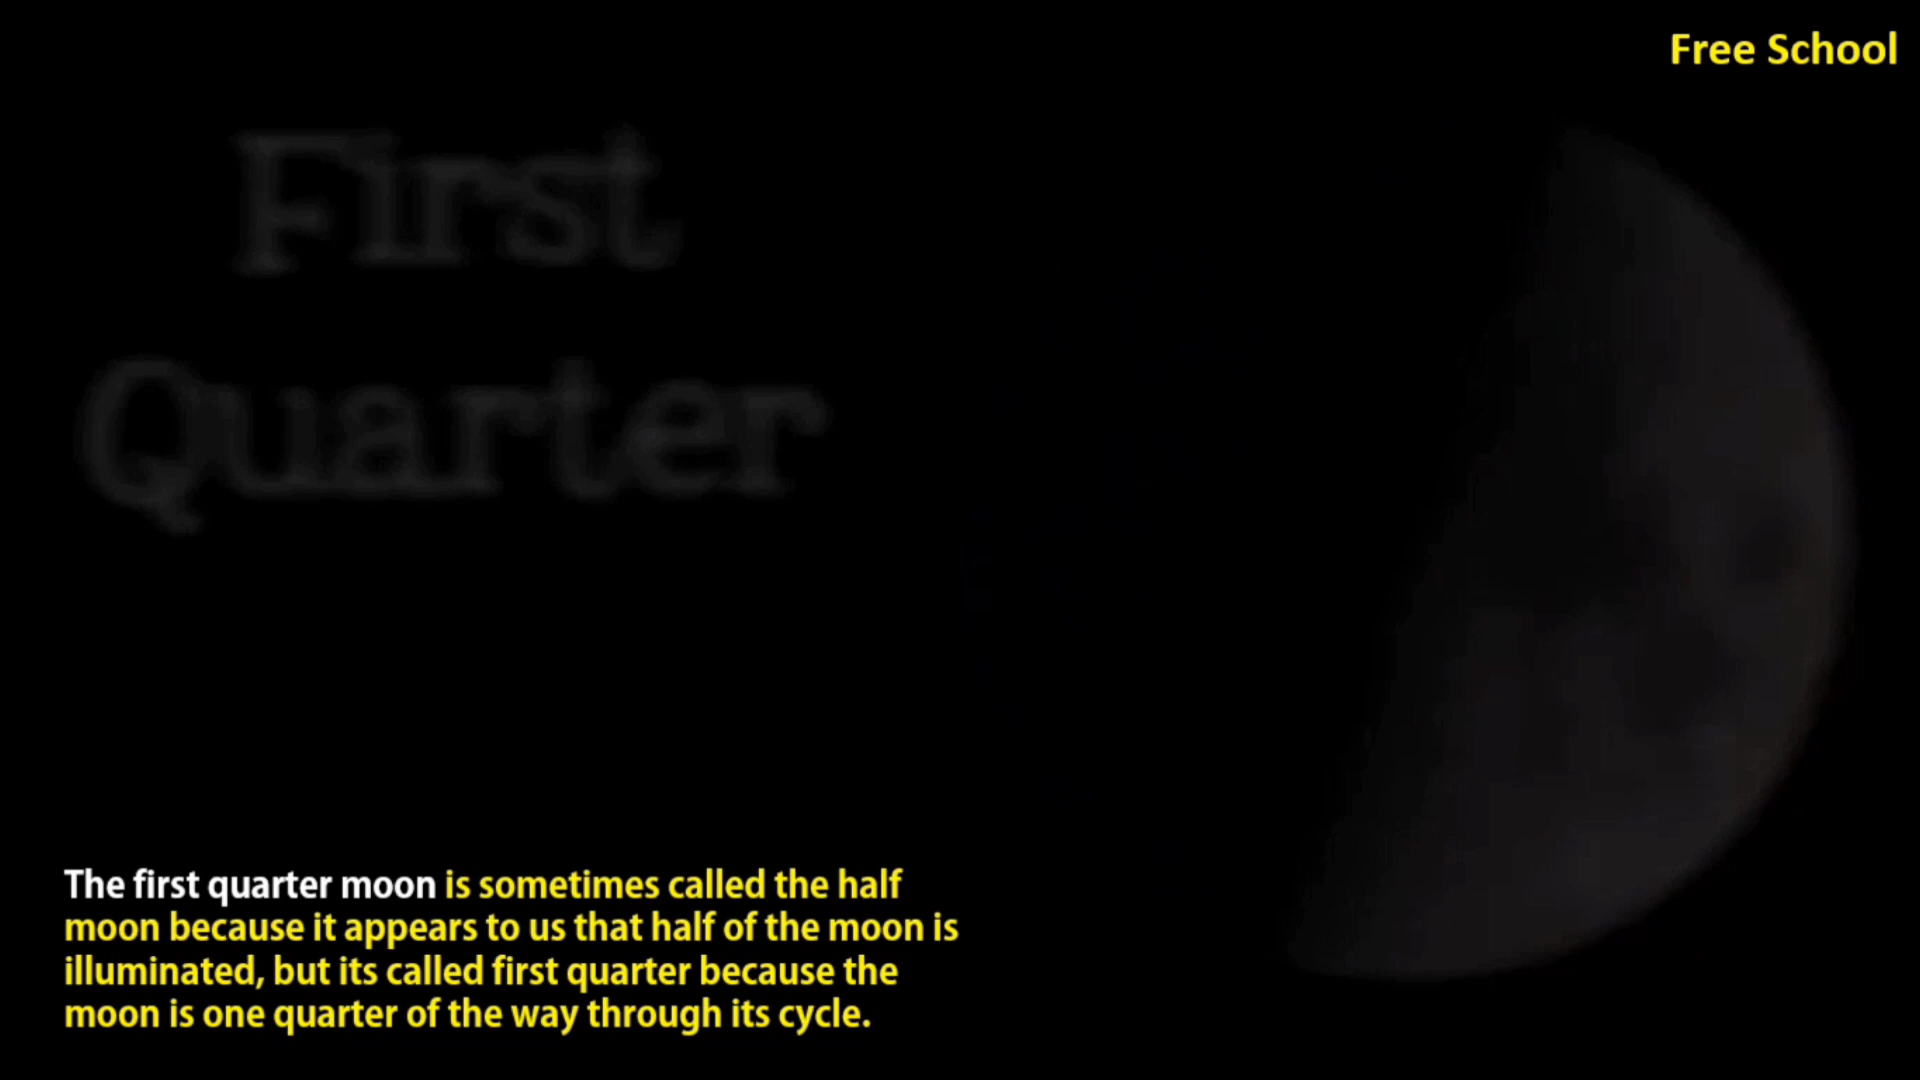 Free School
First
Quarter
The first quarter moon is sometimes called the half
moon because it appears to us that half of the moon is
illuminated, but its called first quarter because the
moon is one quarter of the way through its cycle.